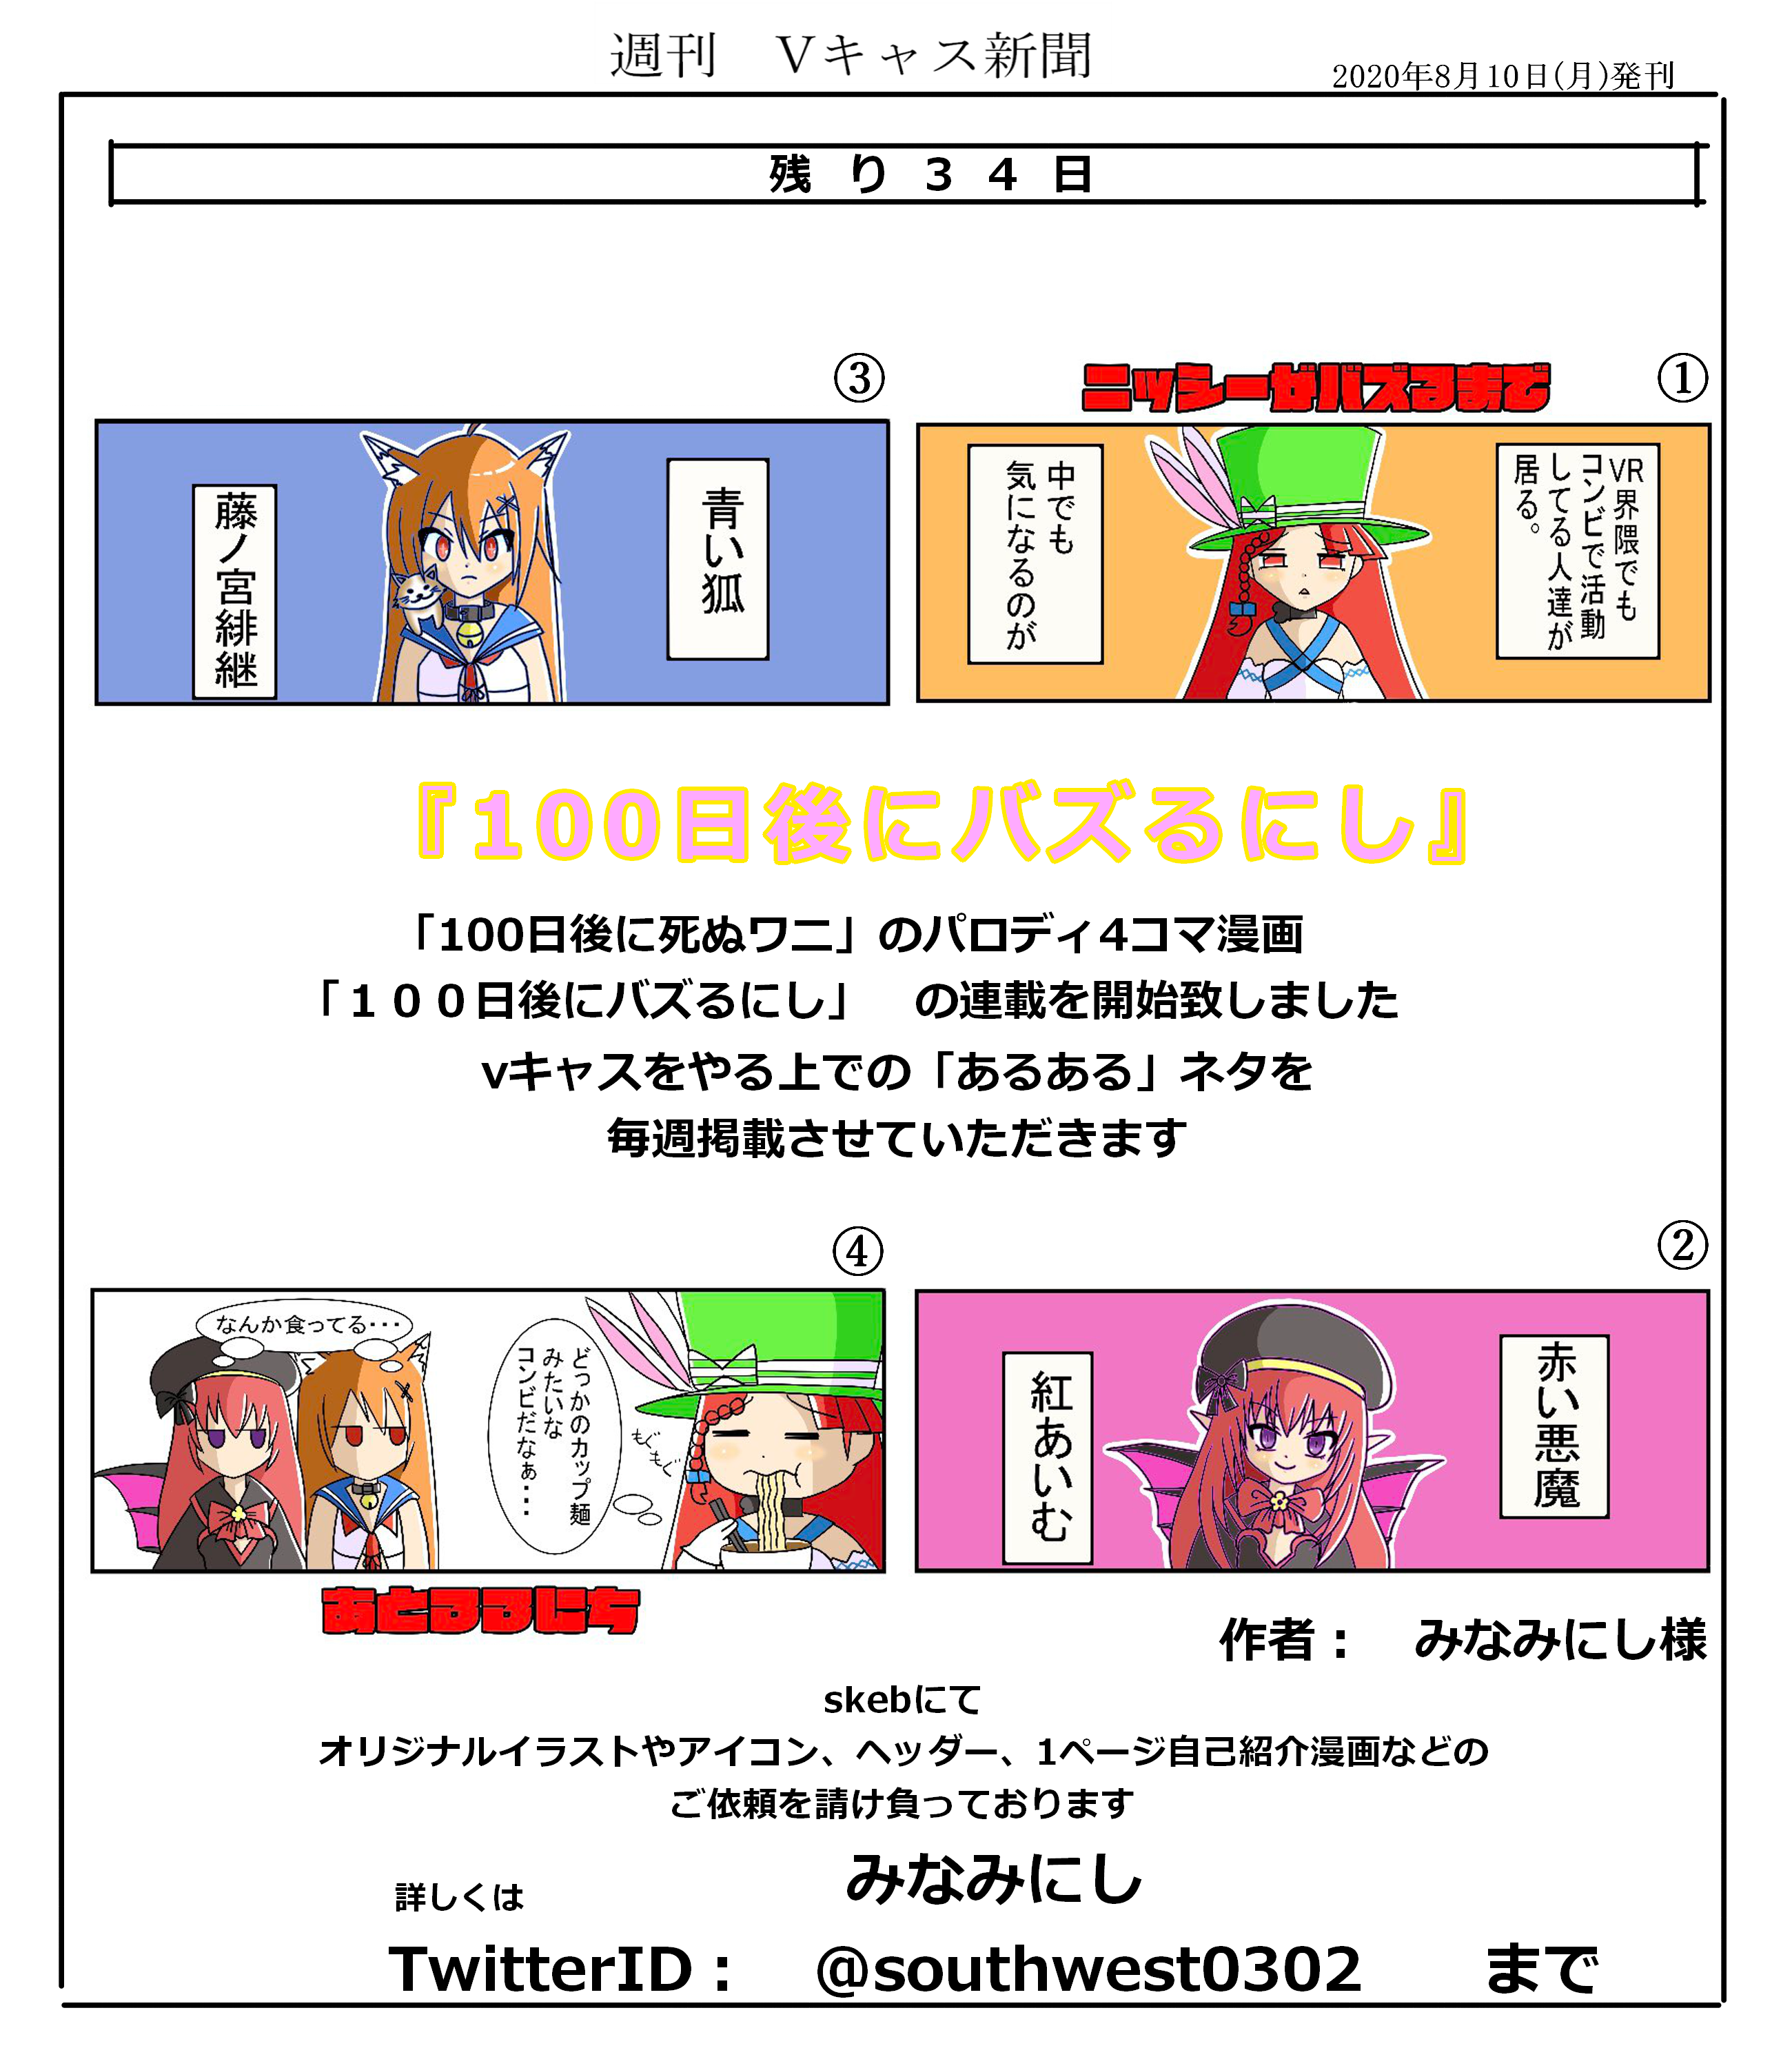 週刊　Vキャス新聞
2020年8月10日(月)発刊
残り３４日
①
ニッシーがバズるまで
VR界隈でも
コンビで活動
してる人達が
居る。
中でも
気になるのが
③
青い狐
藤ノ宮緋継
『100日後にバズるにし』
「100日後に死ぬワニ」のパロディ4コマ漫画
「１００日後にバズるにし」　の連載を開始致しました
vキャスをやる上での「あるある」ネタを
毎週掲載させていただきます
②
赤い悪魔
紅あいむ
④
もぐもぐ
どっかのカップ麺
みたいな
コンビだなぁ・・・
なんか食ってる・・・
作者：　みなみにし様
skebにて
オリジナルイラストやアイコン、ヘッダー、1ページ自己紹介漫画などの
ご依頼を請け負っております
詳しくは　みなみにし
TwitterID：　@southwest0302　まで